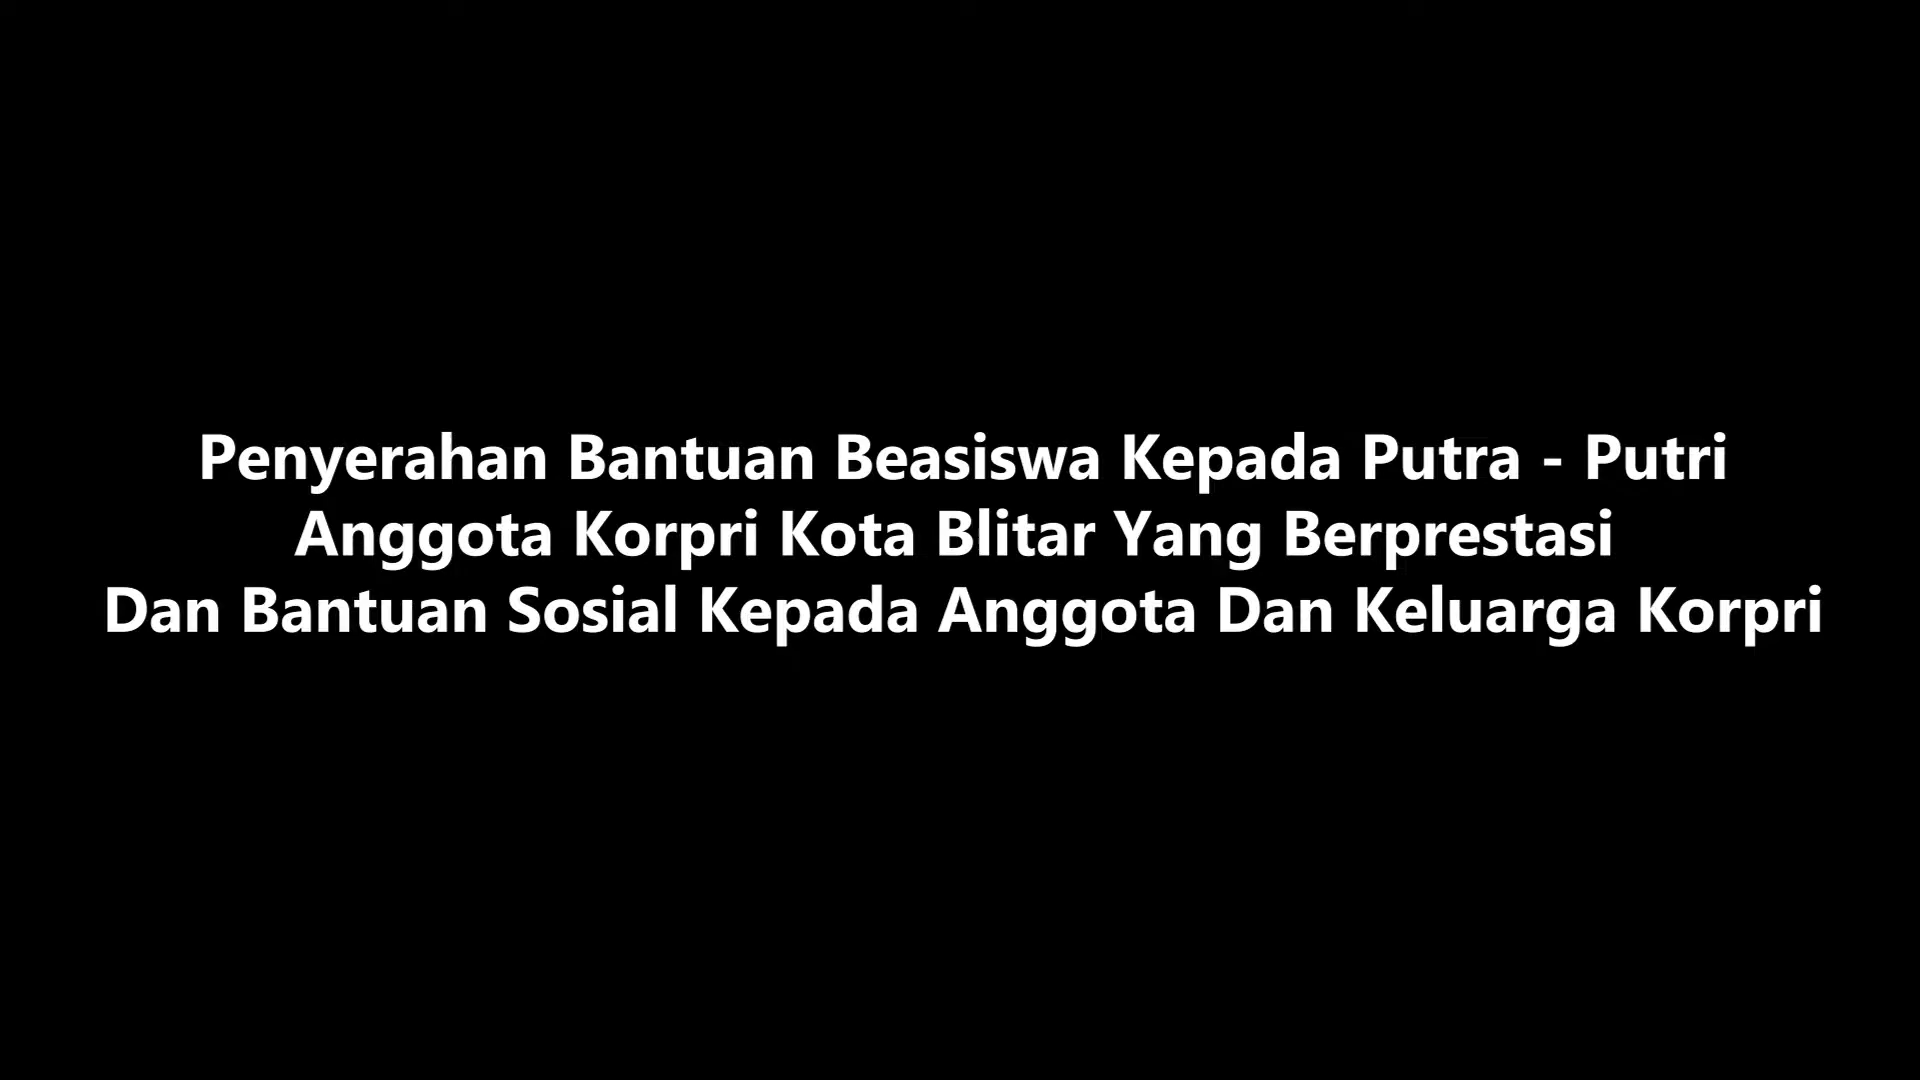 Penyerahan Bantuan Beasiswa Kepada Putra - Putri
Anggota Korpri Kota Blitar Yang Berprestasi
Dan Bantuan Sosial Kepada Anggota Dan Keluarga Korpri